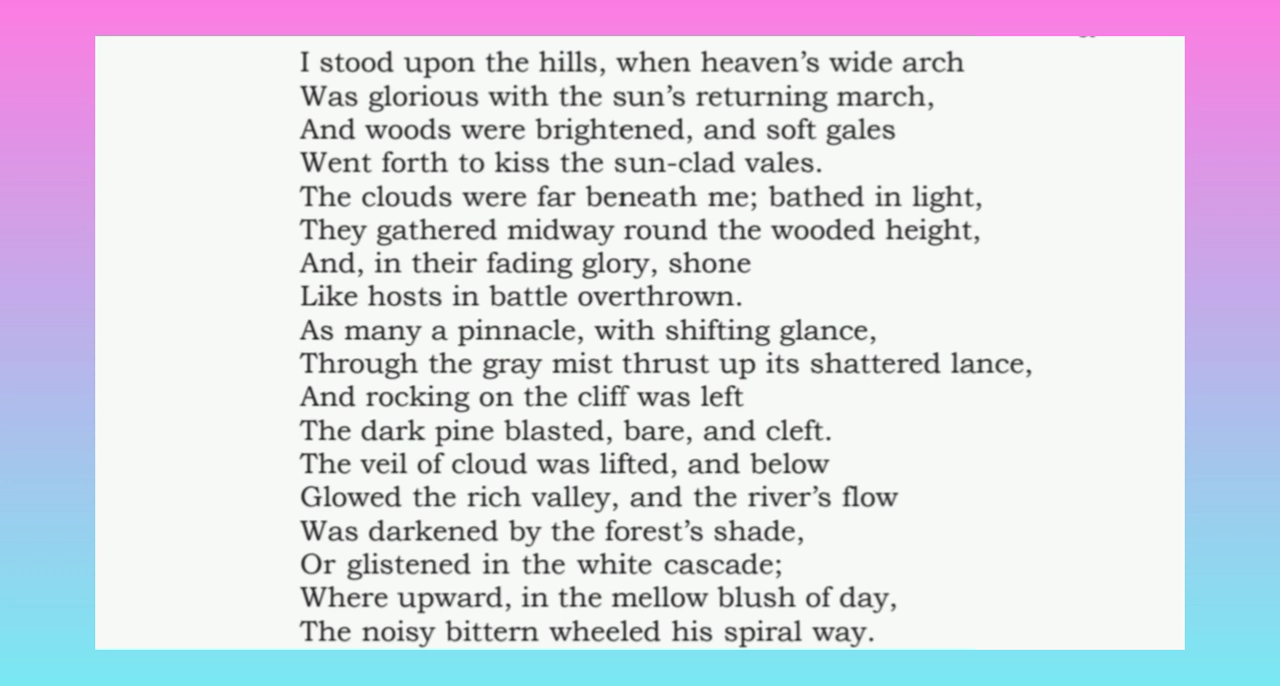 I stood upon the hills, when heaven’s wide arch
Was glorious with the sun’s returning march,
And woods were brightened, and soft gales
Went forth to kiss the sun-clad vales.
The clouds were far beneath me; bathed in light,
They gathered midway round the wooded height,
And, in their fading glory, shone
Like hosts in battle overthrown.
As many a pinnacle, with shifting glance,
Through the gray mist thrust up its shattered lance,
And rocking on the cliff was left
The dark pine blasted, bare, and cleft.
The veil of cloud was lifted, and below
Glowed the rich valley, and the river’s flow
Was darkened by the forest’s shade,
Or glistened in the white cascade;
Where upward, in the mellow blush of day,
The noisy bittern wheeled his spiral way.